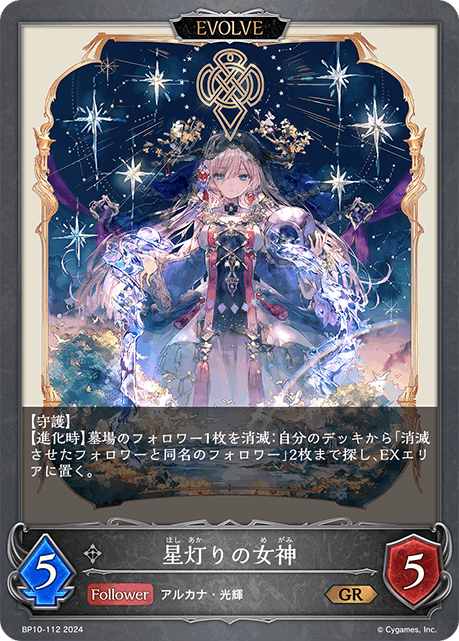 EVOLVE
【守護】
【進化時】墓場のフォロワー1枚を消滅：自分のデッキから「消滅
させたフォロワーと同名のフォロワー」2枚まで探し、EXエリ
アに置く。
ほし あか めがみ
5 星灯りの女神 5
Follower アルカナ・光輝 GR
BP10-112 2024 © Cygames, Inc.